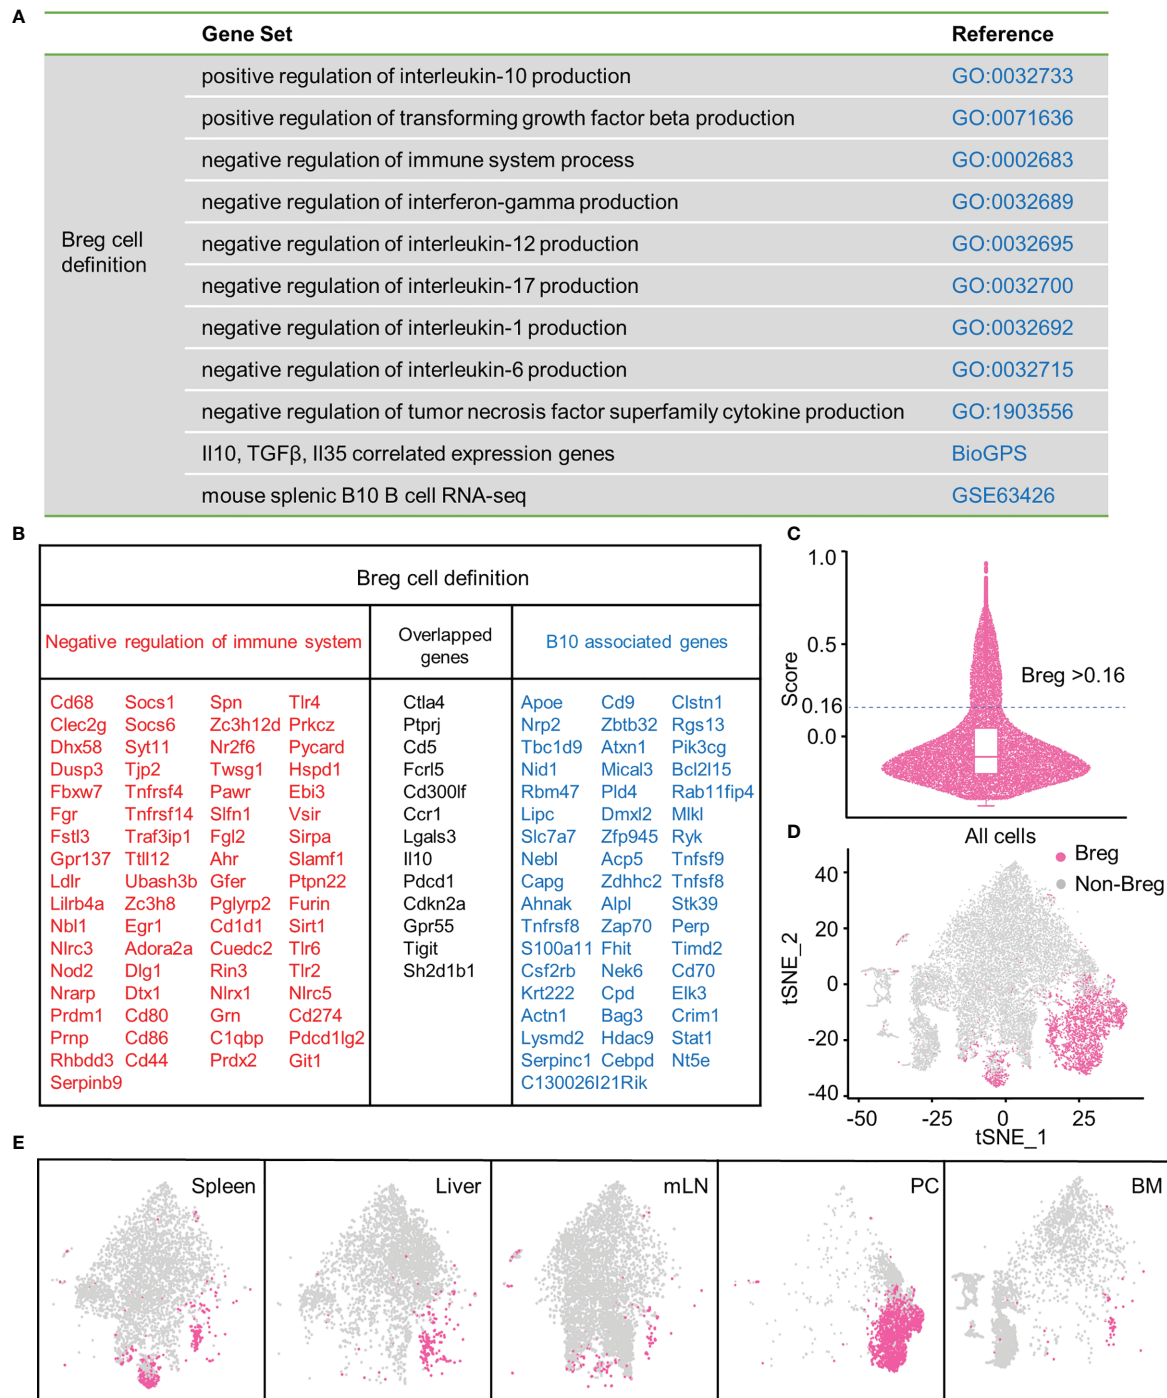 A
Gene Set Reference
Breg cell
definition
positive regulation of interleukin-10 production GO:0032733
positive regulation of transforming growth factor beta production GO:0071636
negative regulation of immune system process GO:0002683
negative regulation of interferon-gamma production GO:0032689
negative regulation of interleukin-12 production GO:0032695
negative regulation of interleukin-17 production GO:0032700
negative regulation of interleukin-1 production GO:0032692
negative regulation of interleukin-6 production GO:0032715
negative regulation of tumor necrosis factor superfamily cytokine production GO:1903556
Il10, TGFβ, Il35 correlated expression genes BioGPS
mouse splenic B10 B cell RNA-seq GSE63426
B
Breg cell definition
Negative regulation of immune system
Cd68 Socs1 Spn Tlr4
Clec2g Socs6 Zc3h12d Prkcz
Dhx58 Syt11 Nr2f6 Pycard
Dusp3 Tjp2 Twsg1 Hspd1
Fbxw7 Tnfrsf4 Pawr Ebi3
Fgr Tnfrsf14 Slfn1 Vsir
Fstl3 Traf3ip1 Fgl2 Sirpa
Gpr137 Ttll12 Ahr Slamf1
Ldlr Ubash3b Gfer Ptpn22
Lilrb4a Zc3h8 Pglyrp2 Furin
Nbl1 Egr1 Cd1d1 Sirt1
Nlrc3 Adora2a Cuedc2 Tlr6
Nod2 Dlg1 Rin3 Tlr2
Nrarp Dtx1 Nlrx1 Nlrc5
Prdm1 Cd80 Grn Cd274
Prnp Cd86 C1qbp Pdcd1lg2
Rhbdd3 Cd44 Prdx2 Git1
Serpinb9
Overlapped
genes
Ctla4
Ptprj
Cd5
Fcrl5
Cd300lf
Ccr1
Lgals3
Il10
Pdcd1
Cdkn2a
Gpr55
Tigit
Sh2d1b1
B10 associated genes
Apoe Cd9 Clstn1
Nrp2 Zbtb32 Rgs13
Tbc1d9 Atxn1 Pik3cg
Nid1 Mical3 Bcl2l15
Rbm47 Pld4 Rab11fip4
Lipc Dmxl2 Mlkl
Slc7a7 Zfp945 Ryk
Nebl Acp5 Tnfsf9
Capg Zdhhc2 Tnfsf8
Ahnak Alpl Stk39
Tnfrsf8 Zap70 Perp
S100a11 Fhit Timd2
Csf2rb Nek6 Cd70
Krt222 Cpd Elk3
Actn1 Bag3 Crim1
Lysmd2 Hdac9 Stat1
Serpinc1 Cebpd Nt5e
C130026I21Rik
C
Score
1.0
0.5
0.16
0.0
Breg >0.16
D
All cells
Breg
Non-Breg
tSNE_2
40
20
0
-20
-40
-50 -25 0 25
tSNE_1
E
Spleen Liver mLN PC BM